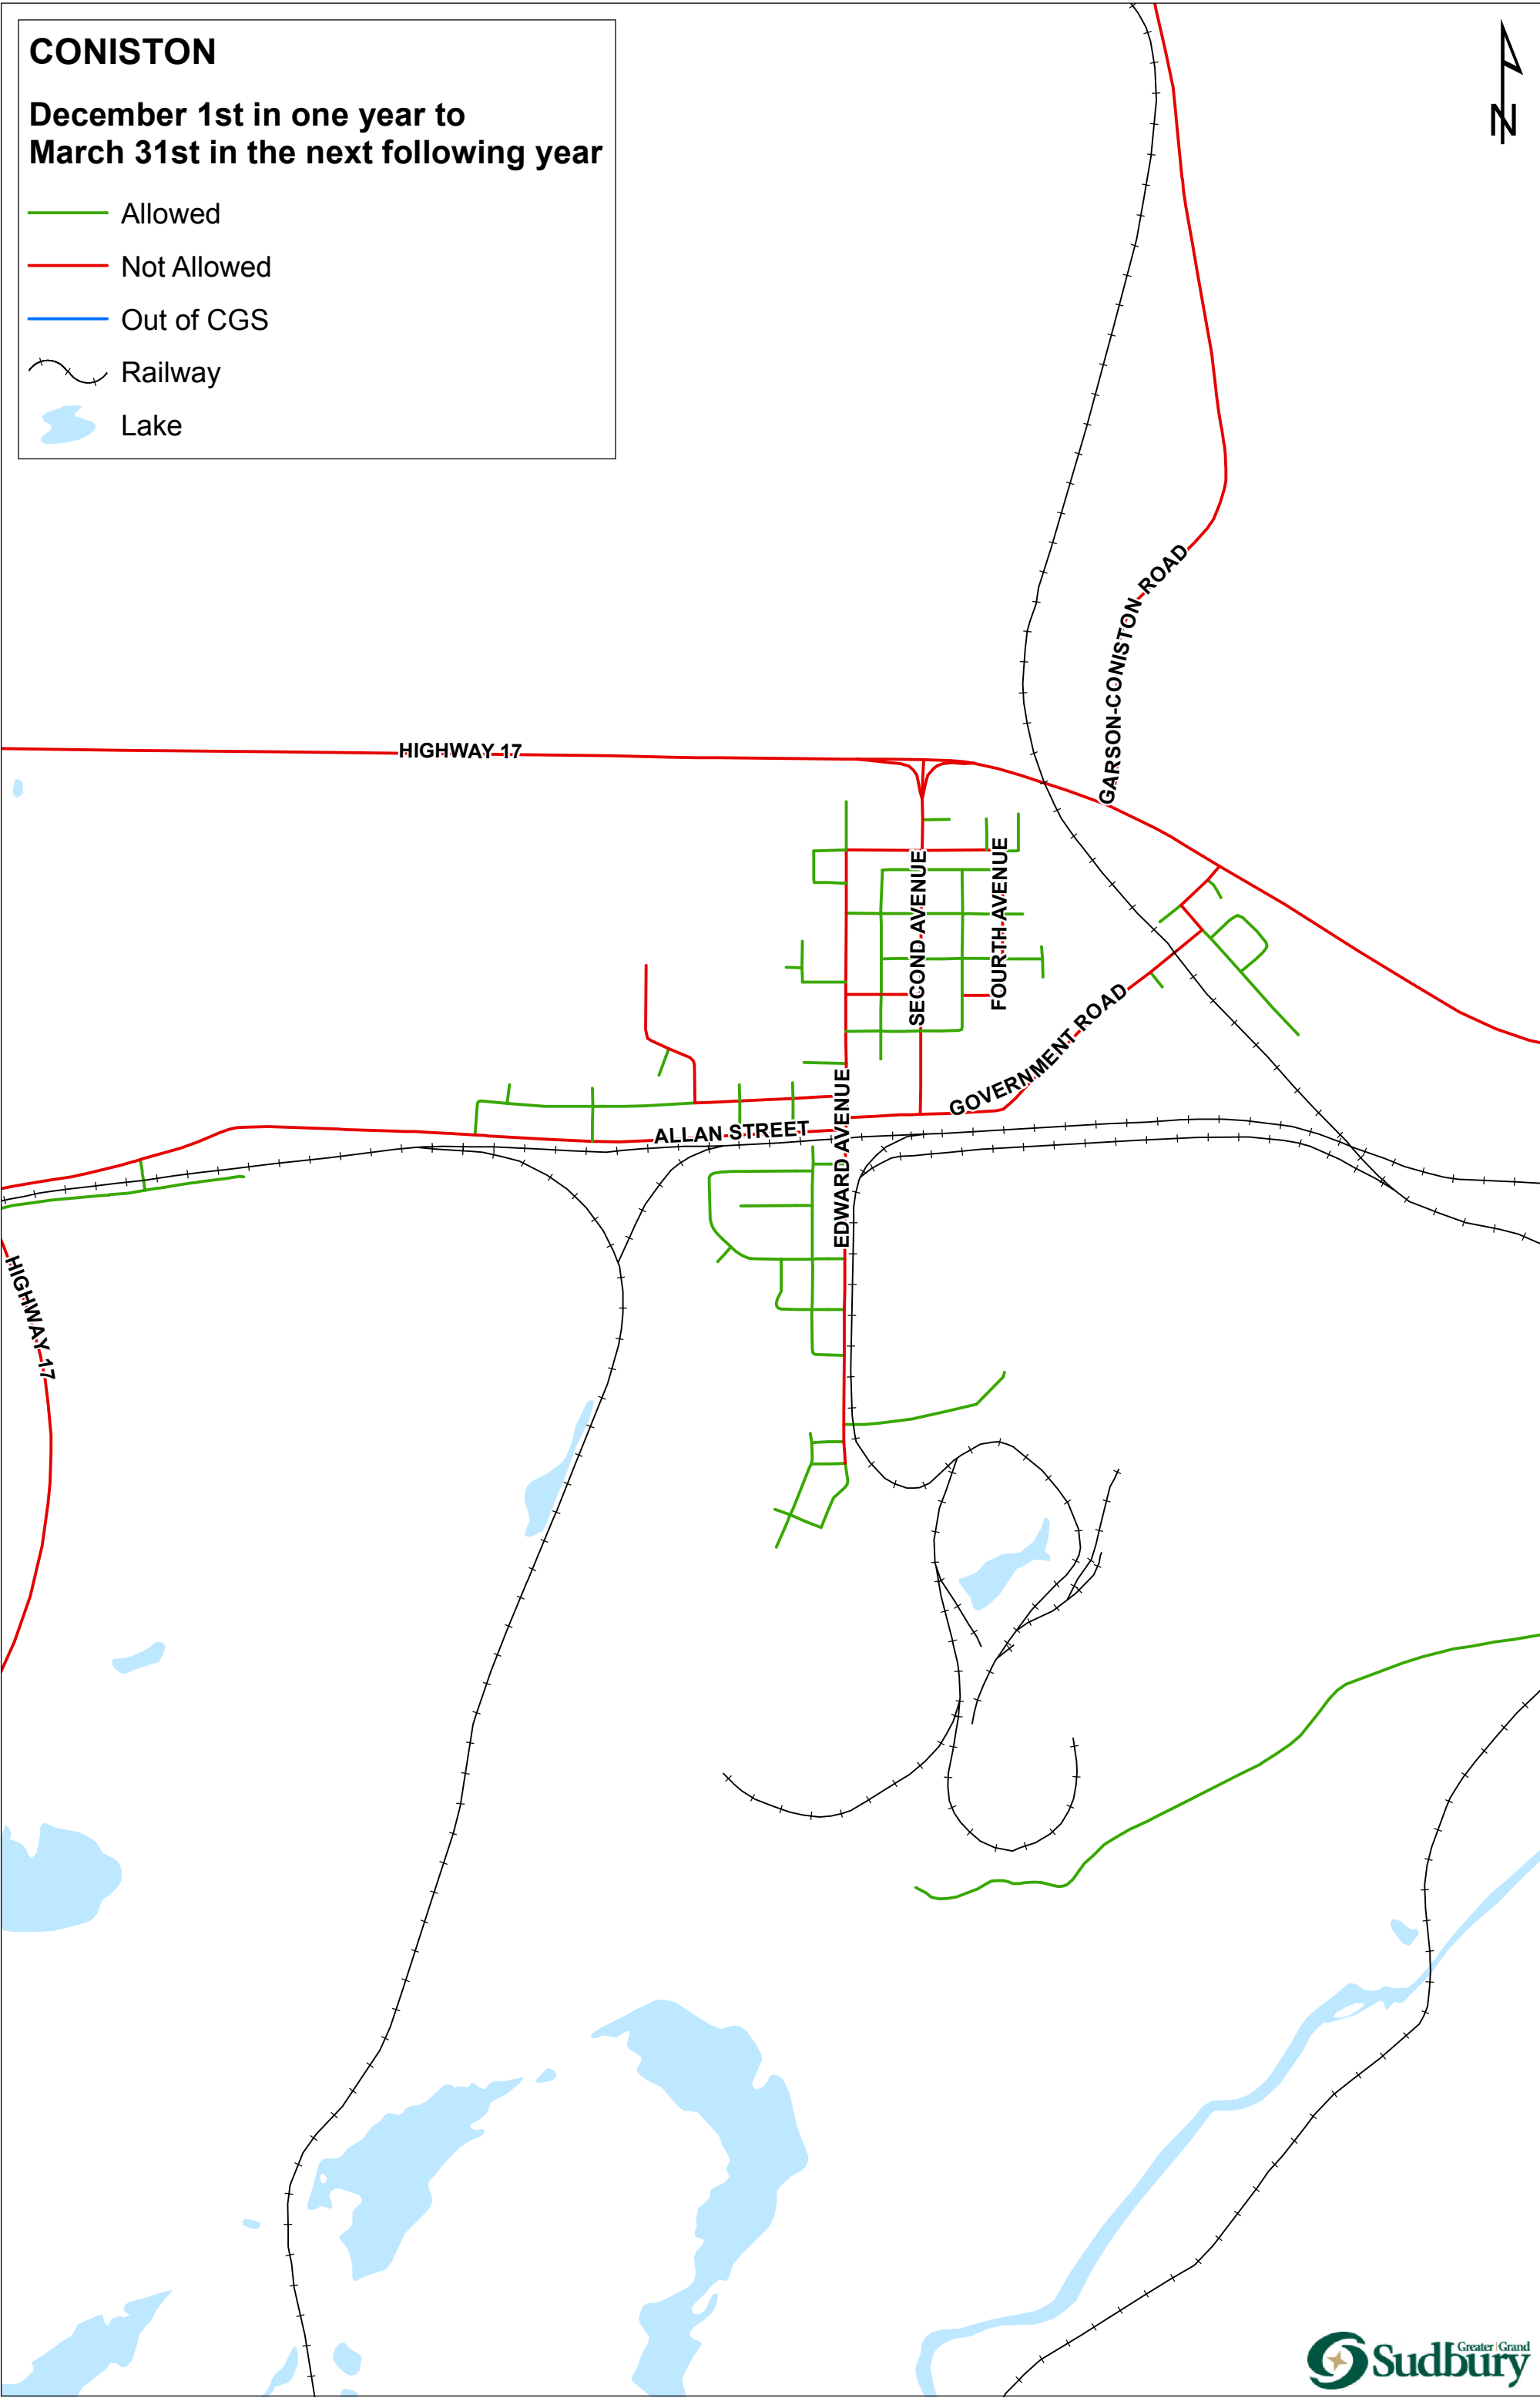 CONISTON
December 1st in one year to
March 31st in the next following year
Allowed
Not Allowed
Out of CGS
Railway
Lake
N
GARSON-CONISTON ROAD
HIGHWAY 17
SECOND AVENUE
FOURTH AVENUE
GOVERNMENT ROAD
ALLAN STREET
EDWARD AVENUE
HIGHWAY 17
Greater Grand
Sudbury